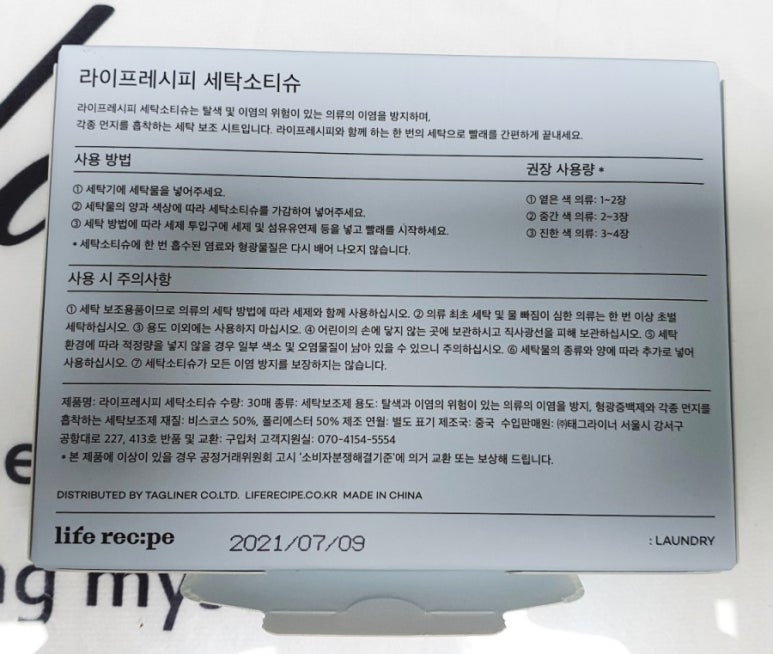 라이프레시피 세탁소티슈
라이프레시피 세탁소티슈는 탈색 및 이염의 위험이 있는 의류의 이염을 방지하며,
각종 먼지를 흡착하는 세탁 보조 시트입니다. 라이프레시피와 함께 하는 한 번의 세탁으로 빨래를 간편하게 끝내세요.
사용 방법
① 세탁기에 세탁물을 넣어주세요.
② 세탁물의 양과 색상에 따라 세탁소티슈를 가감하여 넣어주세요.
③ 세탁 방법에 따라 세제 투입구에 세제 및 섬유유연제 등을 넣고 빨래를 시작하세요.
* 세탁소티슈에 한 번 흡수된 염료와 형광물질은 다시 배어 나오지 않습니다.
권장 사용량 *
① 옅은 색 의류: 1~2장
② 중간 색 의류: 2~3장
③ 진한 색 의류: 3~4장
사용 시 주의사항
① 세탁 보조용품이므로 의류의 세탁 방법에 따라 세제와 함께 사용하십시오. ② 의류 최초 세탁 및 물 빠짐이 심한 의류는 한 번 이상 초벌
세탁하십시오. ③ 용도 이외에는 사용하지 마십시오. ④ 어린이의 손에 닿지 않는 곳에 보관하시고 직사광선을 피해 보관하십시오. ⑤ 세탁
환경에 따라 적정량을 넣지 않을 경우 일부 색소 및 오염물질이 남아 있을 수 있으니 주의하십시오. ⑥ 세탁물의 종류와 양에 따라 추가로 넣어
사용하십시오. ⑦ 세탁소티슈가 모든 이염 방지를 보장하지는 않습니다.
제품명: 라이프레시피 세탁소티슈 수량: 30매 종류: 세탁보조제 용도: 탈색과 이염의 위험이 있는 의류의 이염을 방지, 형광증백제와 각종 먼지를
흡착하는 세탁보조제 재질: 비스코스 50%, 폴리에스터 50% 제조 연월: 별도 표기 제조국: 중국 수입판매원: ㈜태그라이너 서울시 강서구
공항대로 227, 413호 반품 및 교환: 구입처 고객지원실: 070-4154-5554
* 본 제품에 이상이 있을 경우 공정거래위원회 고시 '소비자분쟁해결기준'에 의거 교환 또는 보상해 드립니다.
DISTRIBUTED BY TAGLINER CO.LTD. LIFERECIPE.CO.KR MADE IN CHINA
life rec:pe
2021/07/09
: LAUNDRY